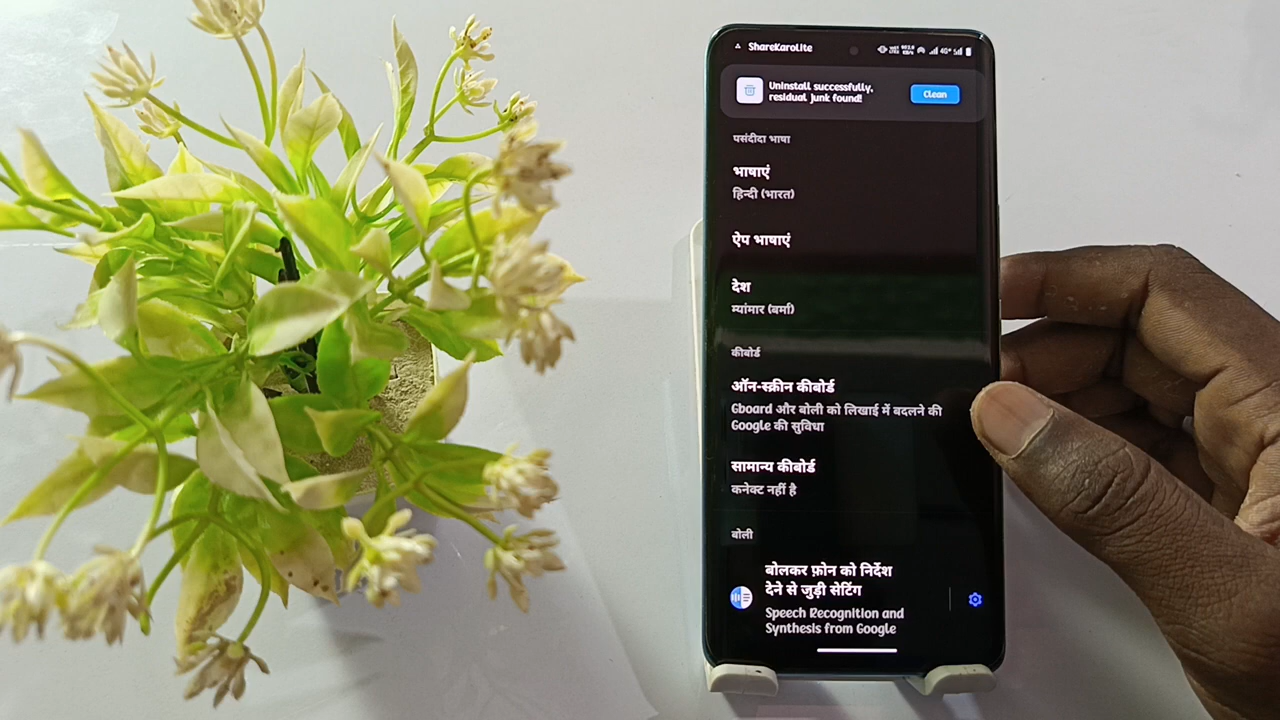 ShareKaroLite
4G+
Uninstall successfully,
residual junk found!
Clean
पसंदीदा भाषा
भाषाएं
हिन्दी (भारत)
ऐप भाषाएं
देश
म्यांमार (बर्मा)
कीबोर्ड
ऑन-स्क्रीन कीबोर्ड
Gboard और बोली को लिखाई में बदलने की
Google की सुविधा
सामान्य कीबोर्ड
कनेक्ट नहीं है
बोली
बोलकर फ़ोन को निर्देश
देने से जुड़ी सेटिंग
Speech Recognition and
Synthesis from Google